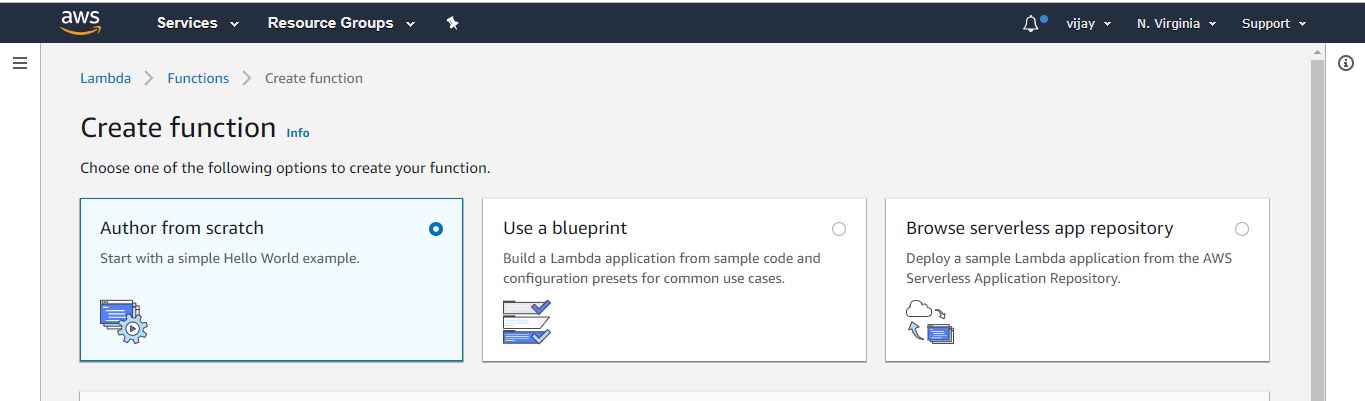 aws Services Resource Groups vijay N. Virginia Support
Lambda Functions Create function
Create function Info
Choose one of the following options to create your function.
Author from scratch
Start with a simple Hello World example.
Use a blueprint
Build a Lambda application from sample code and
configuration presets for common use cases.
Browse serverless app repository
Deploy a sample Lambda application from the AWS
Serverless Application Repository.